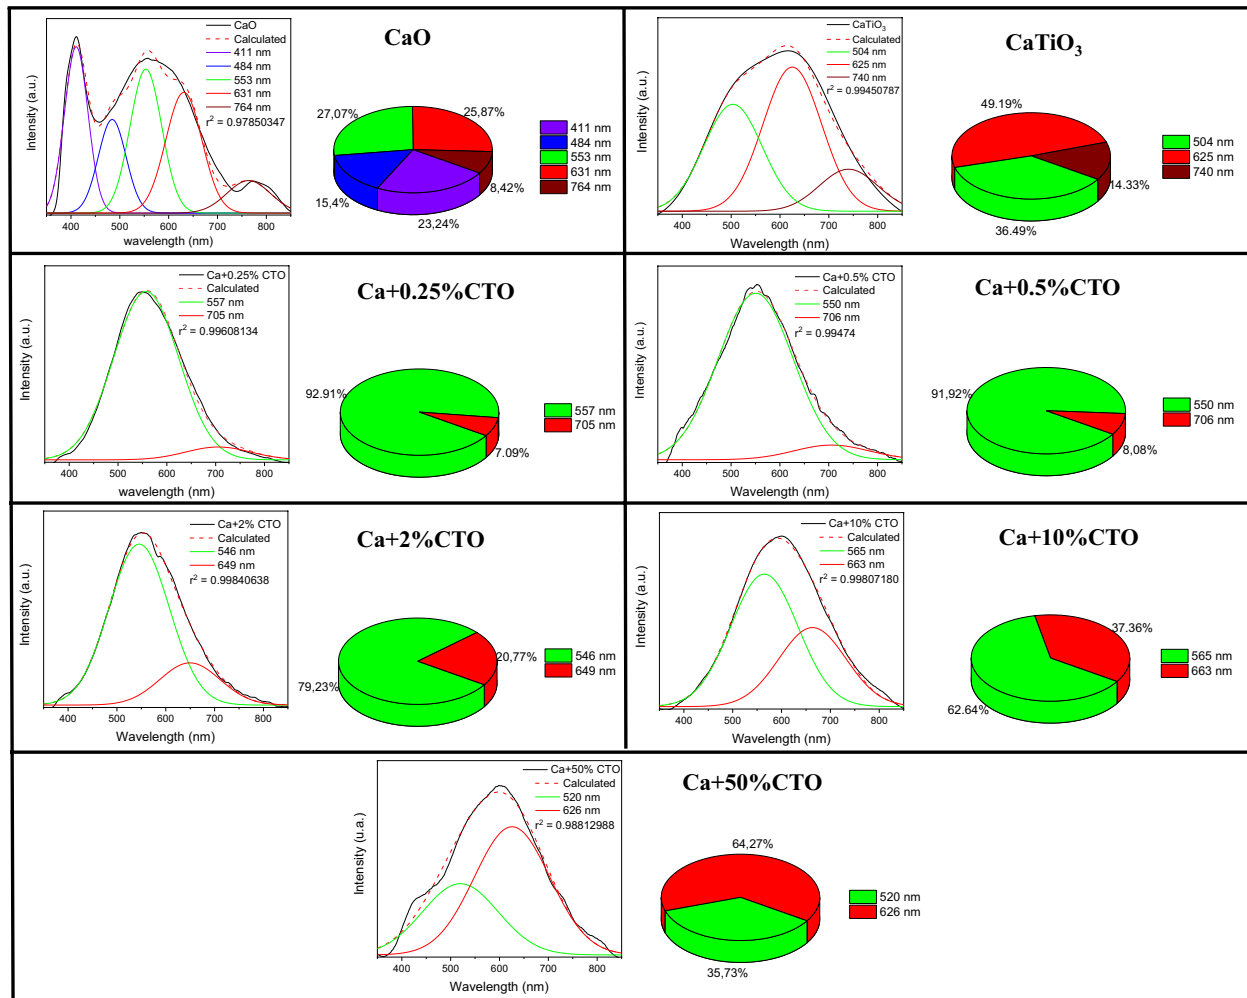 CaO
Calculated
411 nm
484 nm
553 nm
631 nm
764 nm
r² = 0.97850347
Intensity (a.u.)
400 500 600 700 800
wavelength (nm)
CaO
27,07%
25,87%
15,4%
8,42%
23,24%
411 nm
484 nm
553 nm
631 nm
764 nm
CaTiO₃
Calculated
504 nm
625 nm
740 nm
r² = 0.99450787
Intensity (a.u.)
400 500 600 700 800
wavelength (nm)
CaTiO₃
49.19%
14.33%
36.49%
504 nm
625 nm
740 nm
Ca+0.25% CTO
Calculated
557 nm
705 nm
r² = 0.99608134
Intensity (a.u.)
400 500 600 700 800
wavelength (nm)
Ca+0.25%CTO
92.91%
7.09%
557 nm
705 nm
Ca+0.5% CTO
Calculated
550 nm
706 nm
r² = 0.99474
Intensity (a.u.)
400 500 600 700 800
Wavelength (nm)
Ca+0.5%CTO
91,92%
8,08%
550 nm
706 nm
Ca+2% CTO
Calculated
546 nm
649 nm
r² = 0.99840638
Intensity (a.u.)
400 500 600 700 800
Wavelength (nm)
Ca+2%CTO
20,77%
79,23%
546 nm
649 nm
Ca+10% CTO
Calculated
565 nm
663 nm
r² = 0.99807180
Intensity (a.u.)
400 500 600 700 800
Wavelength (nm)
Ca+10%CTO
37.36%
62.64%
565 nm
663 nm
Ca+50% CTO
Calculated
520 nm
626 nm
r² = 0.98812988
Intensity (u.a.)
400 500 600 700 800
Wavelength (nm)
Ca+50%CTO
64,27%
35,73%
520 nm
626 nm